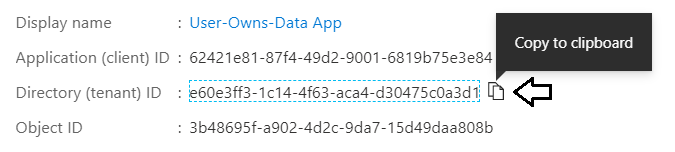 Display name : User-Owns-Data App
Application (client) ID : 62421e81-87f4-49d2-9001-6819b75e3e84
Copy to clipboard
Directory (tenant) ID : e60e3ff3-1c14-4f63-aca4-d30475c0a3d1
Object ID : 3b48695f-a902-4d2c-9da7-15d49daa808b